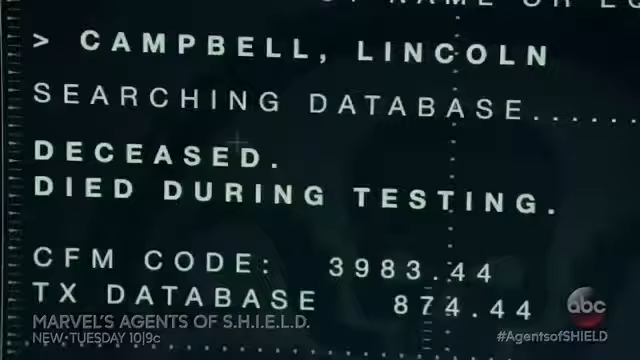 > CAMPBELL, LINCOLN
SEARCHING DATABASE......
DECEASED.
DIED DURING TESTING.
CFM CODE: 3983.44
TX DATABASE 874.44
MARVEL'S AGENTS OF S.H.I.E.L.D.
NEW • TUESDAY 10|9c
abc
#AgentsofSHIELD